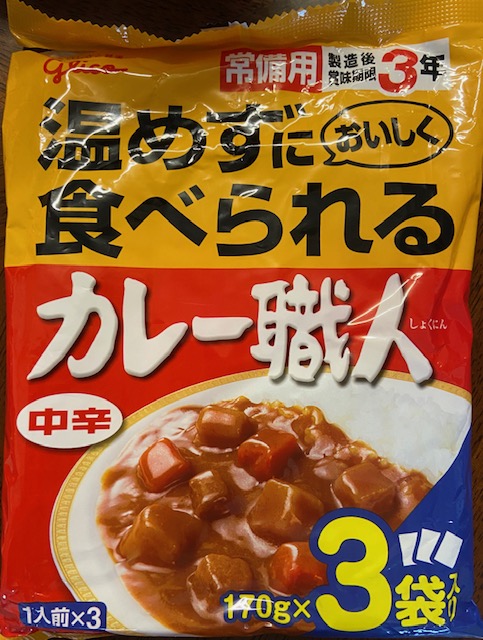 glico
常備用 製造後賞味期限 3年
温めずに おいしく
食べられる
カレー職人
しょくにん
中辛
1人前×3
170g×3袋入り